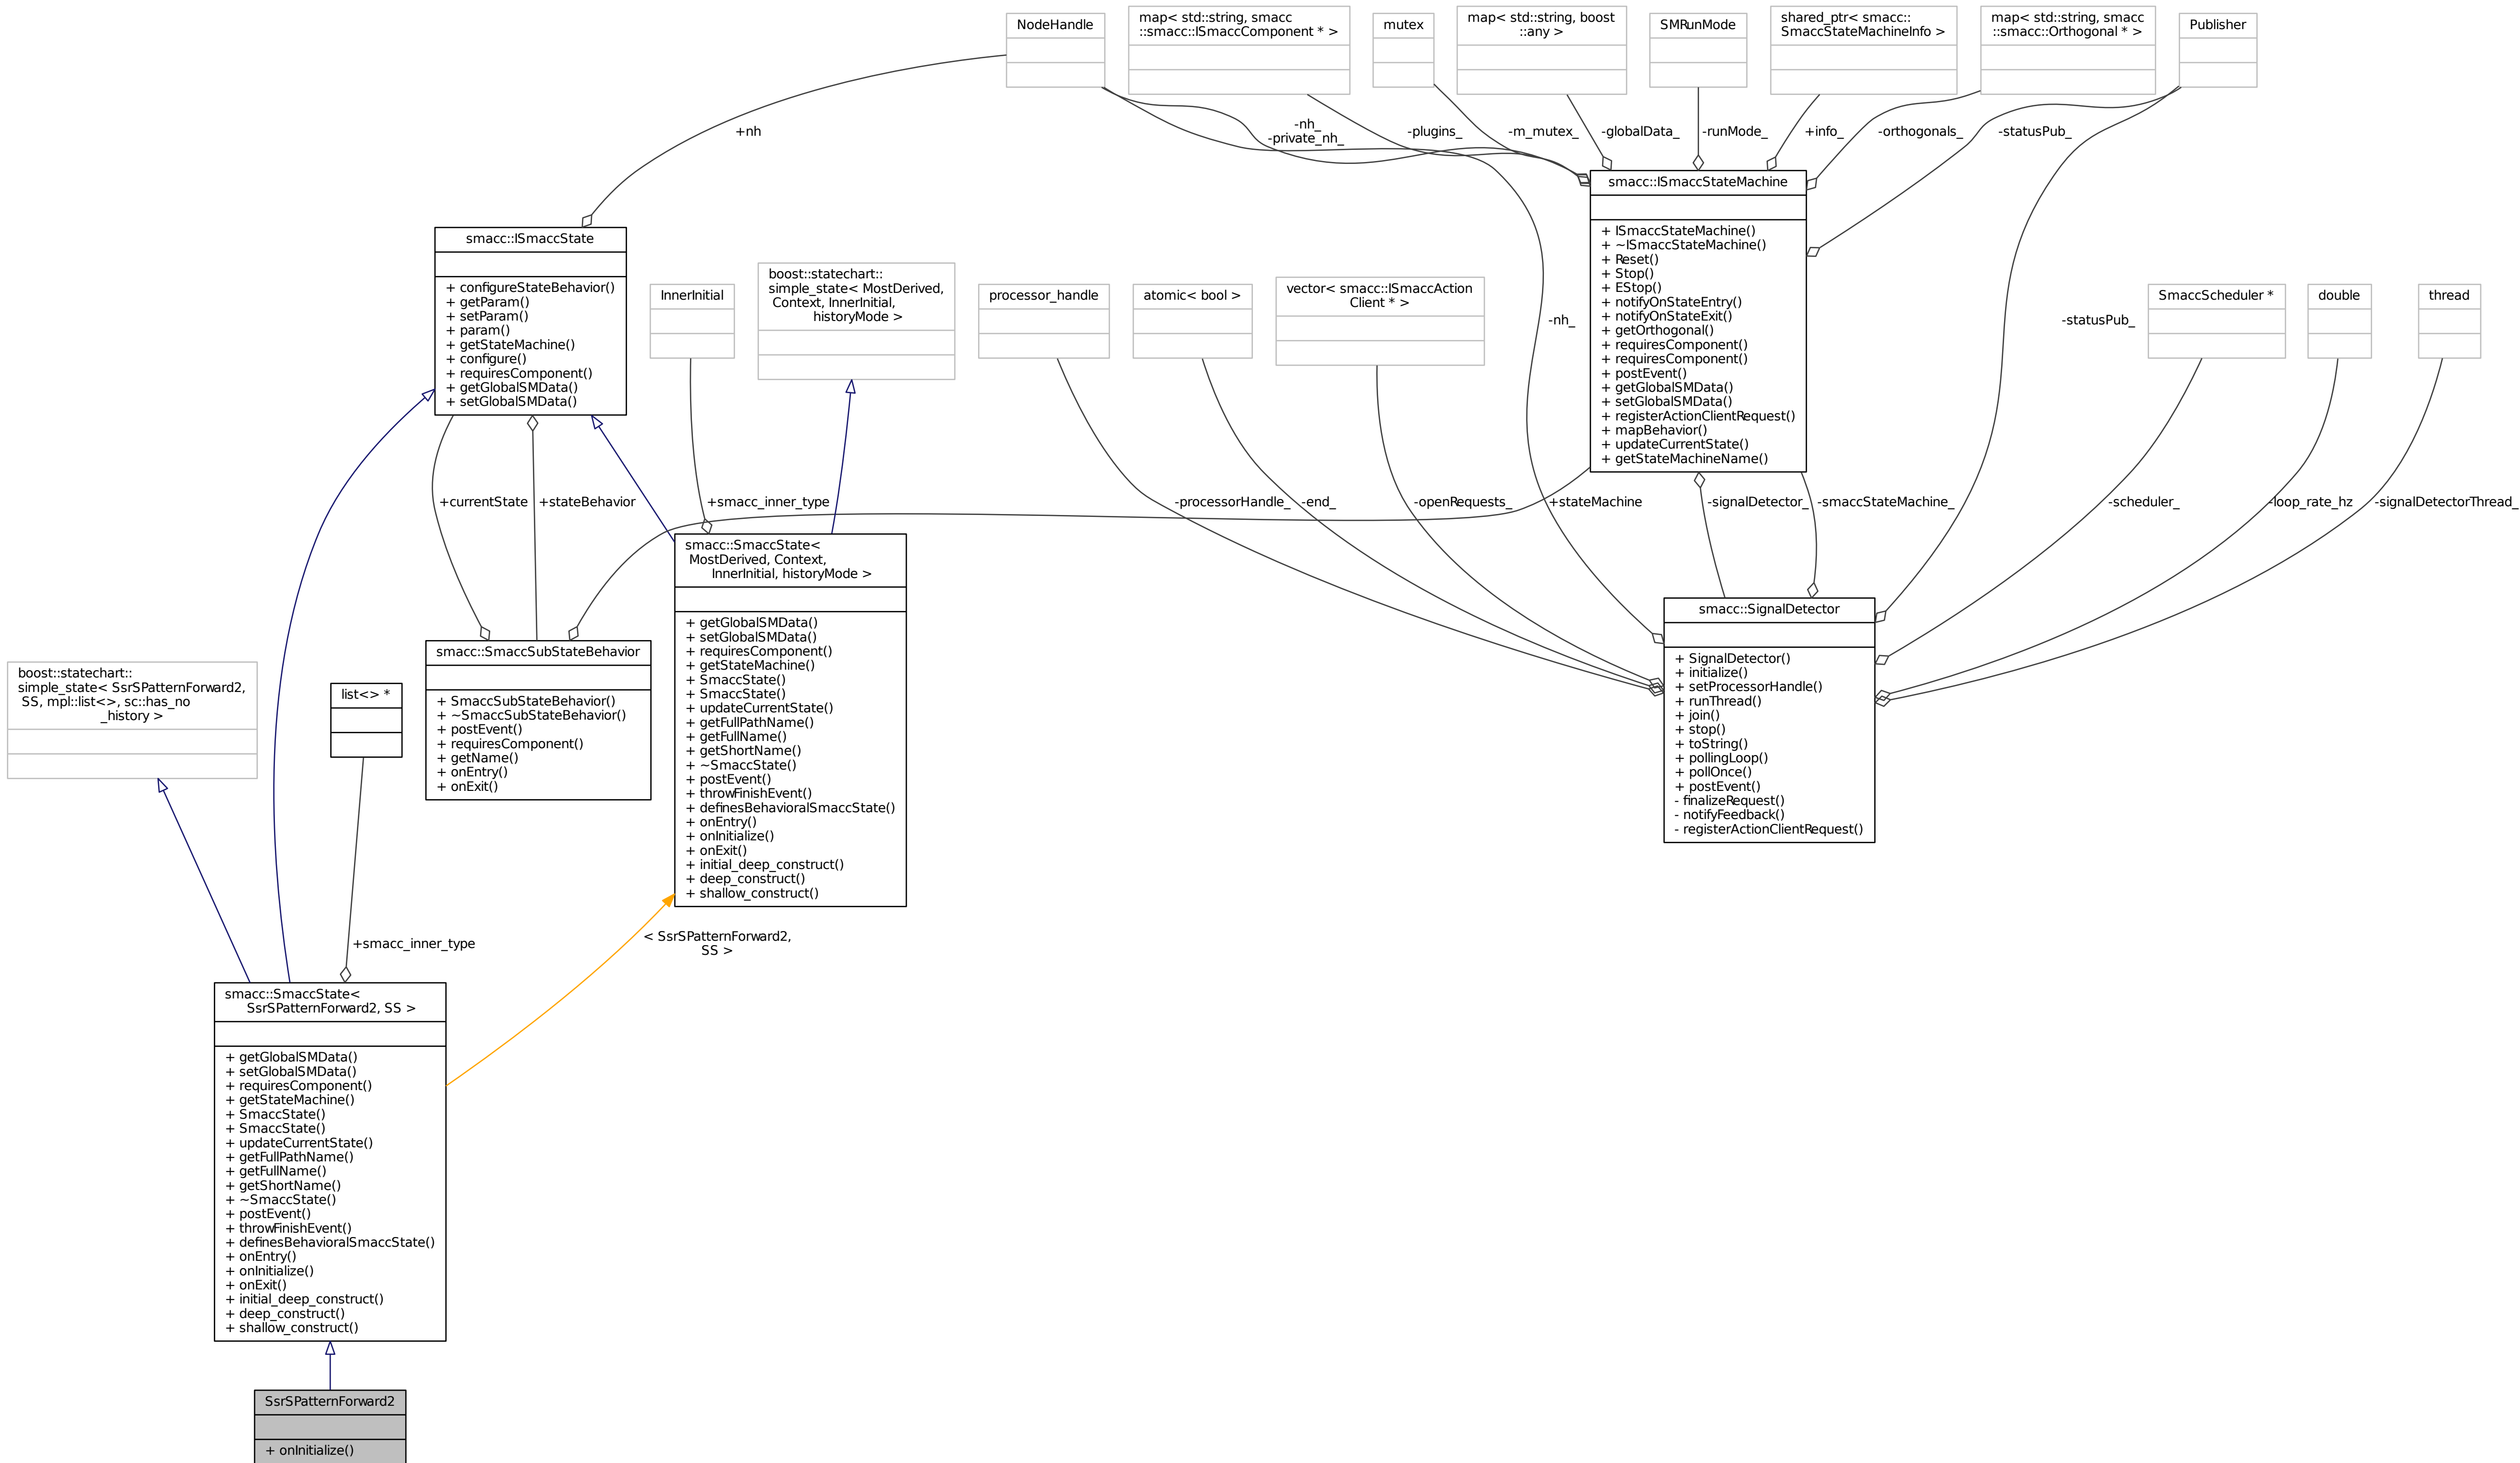 NodeHandle
map< std::string, smacc
::smacc::ISmaccComponent * >
mutex
map< std::string, boost
::any >
SMRunMode
shared_ptr< smacc::
SmaccStateMachineInfo >
map< std::string, smacc
::smacc::Orthogonal * >
Publisher
+nh
-nh_
-private_nh_
-plugins_
-m_mutex_
-globalData_
-runMode_
+info_
-orthogonals_
-statusPub_
smacc::ISmaccStateMachine
+ ISmaccStateMachine()
+ ~ISmaccStateMachine()
+ Reset()
+ Stop()
+ EStop()
+ notifyOnStateEntry()
+ notifyOnStateExit()
+ getOrthogonal()
+ requiresComponent()
+ requiresComponent()
+ postEvent()
+ getGlobalSMData()
+ setGlobalSMData()
+ registerActionClientRequest()
+ mapBehavior()
+ updateCurrentState()
+ getStateMachineName()
smacc::ISmaccState
+ configureStateBehavior()
+ getParam()
+ setParam()
+ param()
+ getStateMachine()
+ configure()
+ requiresComponent()
+ getGlobalSMData()
+ setGlobalSMData()
InnerInitial
boost::statechart::
simple_state< MostDerived,
Context, InnerInitial,
historyMode >
processor_handle
atomic< bool >
vector< smacc::ISmaccAction
Client * >
-nh_
-statusPub_
SmaccScheduler *
double
thread
+currentState
+stateBehavior
+smacc_inner_type
-processorHandle_
-end_
-openRequests_
+stateMachine
-signalDetector_
-smaccStateMachine_
-scheduler_
-loop_rate_hz
-signalDetectorThread_
smacc::SmaccState<
MostDerived, Context,
InnerInitial, historyMode >
+ getGlobalSMData()
+ setGlobalSMData()
+ requiresComponent()
+ getStateMachine()
+ SmaccState()
+ SmaccState()
+ updateCurrentState()
+ getFullPathName()
+ getFullName()
+ getShortName()
+ ~SmaccState()
+ postEvent()
+ throwFinishEvent()
+ definesBehavioralSmaccState()
+ onEntry()
+ onInitialize()
+ onExit()
+ initial_deep_construct()
+ deep_construct()
+ shallow_construct()
smacc::SignalDetector
+ SignalDetector()
+ initialize()
+ setProcessorHandle()
+ runThread()
+ join()
+ stop()
+ toString()
+ pollingLoop()
+ pollOnce()
+ postEvent()
- finalizeRequest()
- notifyFeedback()
- registerActionClientRequest()
smacc::SmaccSubStateBehavior
+ SmaccSubStateBehavior()
+ ~SmaccSubStateBehavior()
+ postEvent()
+ requiresComponent()
+ getName()
+ onEntry()
+ onExit()
boost::statechart::
simple_state< SsrSPatternForward2,
SS, mpl::list<>, sc::has_no
_history >
list<> *
+smacc_inner_type
< SsrSPatternForward2,
SS >
smacc::SmaccState<
SsrSPatternForward2, SS >
+ getGlobalSMData()
+ setGlobalSMData()
+ requiresComponent()
+ getStateMachine()
+ SmaccState()
+ SmaccState()
+ updateCurrentState()
+ getFullPathName()
+ getFullName()
+ getShortName()
+ ~SmaccState()
+ postEvent()
+ throwFinishEvent()
+ definesBehavioralSmaccState()
+ onEntry()
+ onInitialize()
+ onExit()
+ initial_deep_construct()
+ deep_construct()
+ shallow_construct()
SsrSPatternForward2
+ onInitialize()